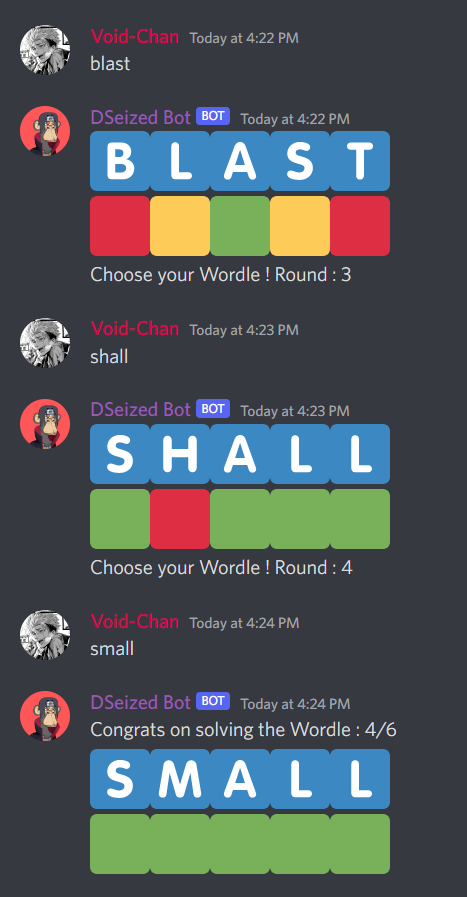 Void-Chan Today at 4:22 PM
blast
DSeized Bot BOT Today at 4:22 PM
B L A S T
Choose your Wordle ! Round : 3
Void-Chan Today at 4:23 PM
shall
DSeized Bot BOT Today at 4:23 PM
S H A L L
Choose your Wordle ! Round : 4
Void-Chan Today at 4:24 PM
small
DSeized Bot BOT Today at 4:24 PM
Congrats on solving the Wordle : 4/6
S M A L L